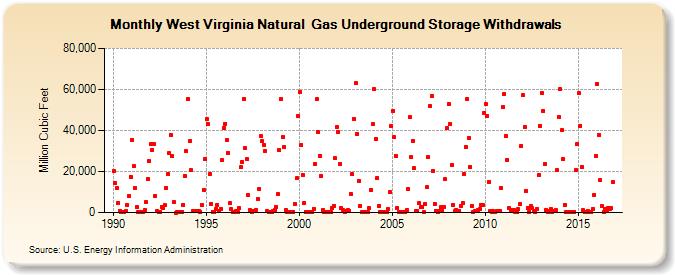 Monthly West Virginia Natural Gas Underground Storage Withdrawals
Million Cubic Feet
80,000
60,000
40,000
20,000
0
1990 1995 2000 2005 2010 2015
Source: U.S. Energy Information Administration